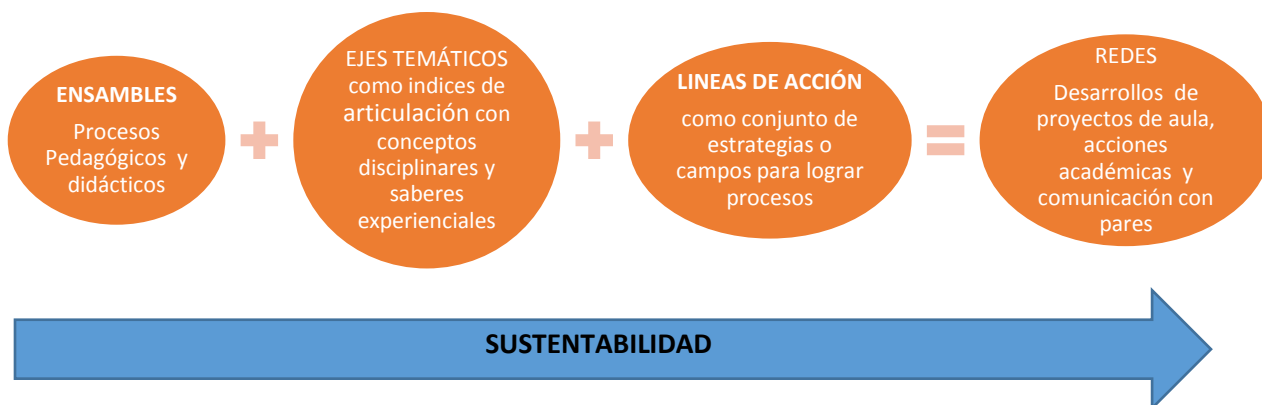 ENSAMBLES
Procesos
Pedagógicos y
didácticos
EJES TEMÁTICOS
como indices de
articulación con
conceptos
disciplinares y
saberes
experienciales
LINEAS DE ACCIÓN
como conjunto de
estrategias o
campos para lograr
procesos
REDES
Desarrollos de
proyectos de aula,
acciones
académicas y
comunicación con
pares
SUSTENTABILIDAD